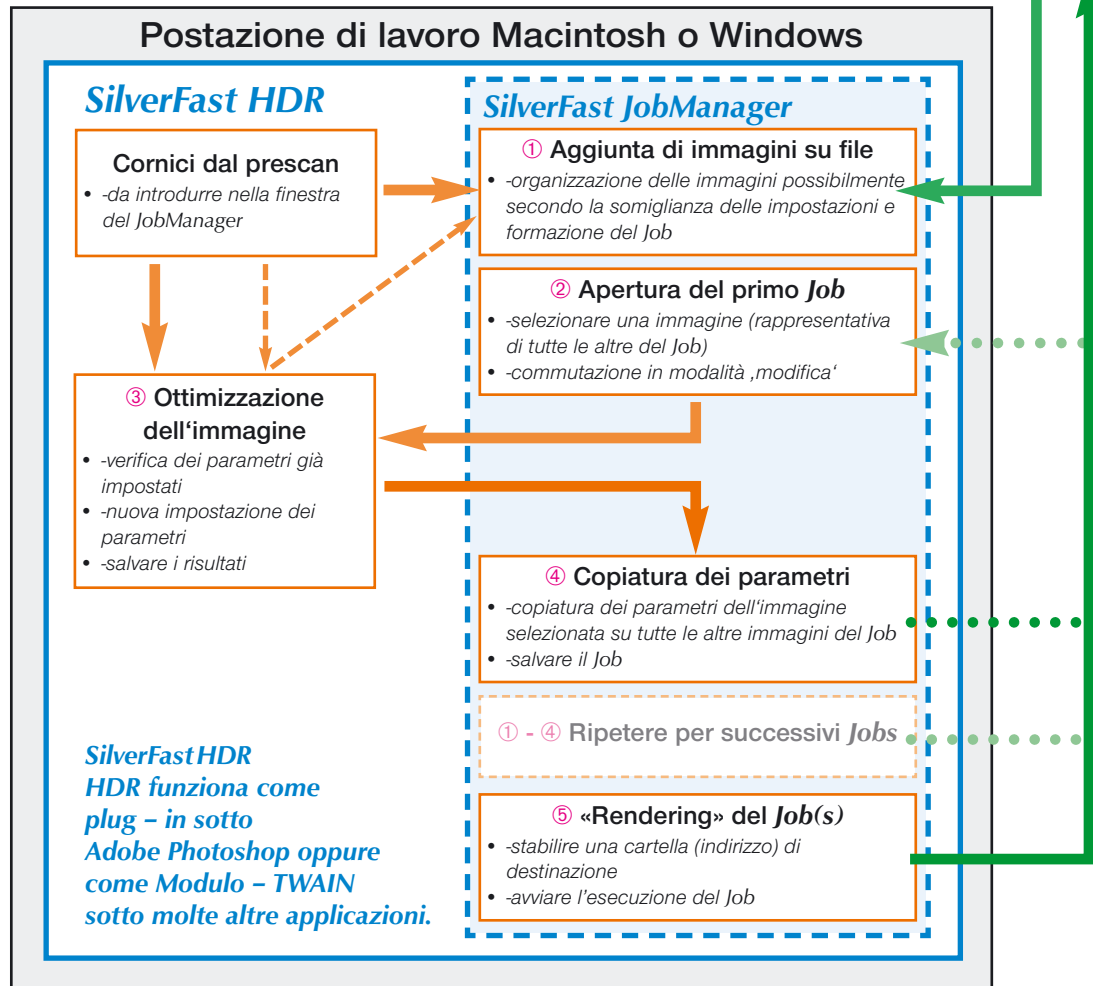 Postazione di lavoro Macintosh o Windows
SilverFast HDR
Cornici dal prescan
• -da introdurre nella finestra
del JobManager
③ Ottimizzazione
dell‘immagine
• -verifica dei parametri già
impostati
• -nuova impostazione dei
parametri
• -salvare i risultati
SilverFast HDR
HDR funziona come
plug – in sotto
Adobe Photoshop oppure
come Modulo – TWAIN
sotto molte altre applicazioni.
SilverFast JobManager
① Aggiunta di immagini su file
• -organizzazione delle immagini possibilmente
secondo la somiglianza delle impostazioni e
formazione del Job
② Apertura del primo Job
• -selezionare una immagine (rappresentativa
di tutte le altre del Job)
• -commutazione in modalità ‚modifica‘
④ Copiatura dei parametri
• -copiatura dei parametri dell‘immagine
selezionata su tutte le altre immagini del Job
• -salvare il Job
① - ④ Ripetere per successivi Jobs
⑤ «Rendering» del Job(s)
• -stabilire una cartella (indirizzo) di
destinazione
• -avviare l’esecuzione del Job